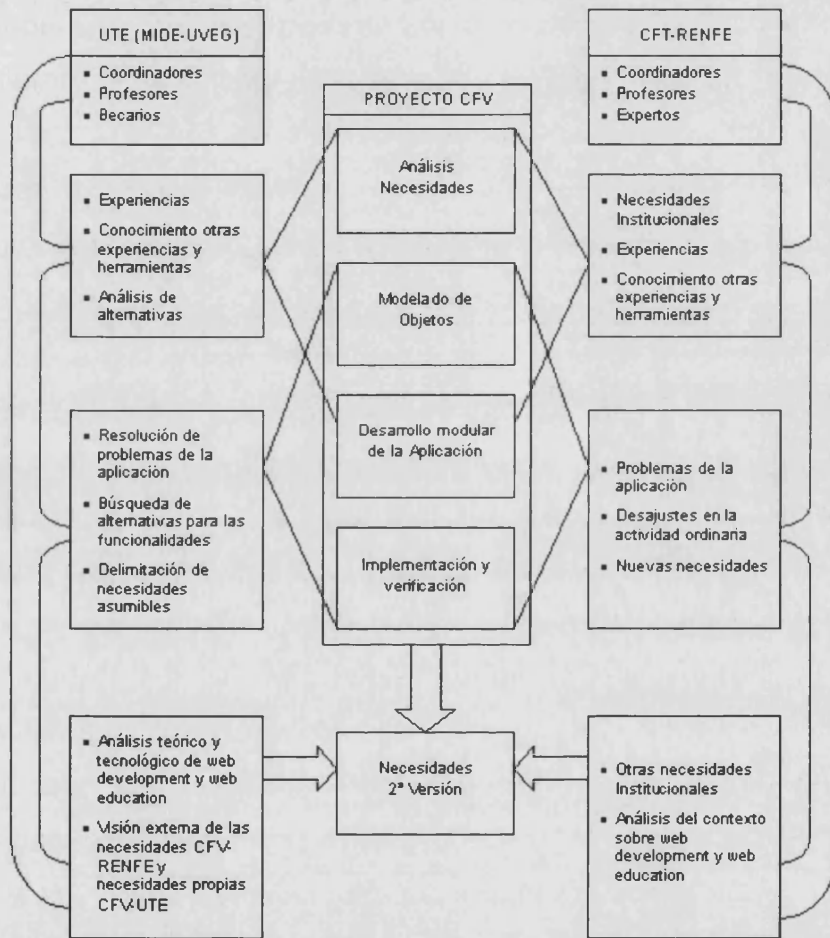 UTE (MIDE-UVEG)
▪ Coordinadores
▪ Profesores
▪ Becarios
▪ Experiencias
▪ Conocimiento otras
experiencias y
herramientas
▪ Análisis de
alternativas
▪ Resolución de
problemas de la
aplicación
▪ Búsqueda de
alternativas para las
funcionalidades
▪ Delimitación de
necesidades
asumibles
▪ Análisis teórico y
tecnológico de web
development y web
education
▪ Visión externa de las
necesidades CFV-
RENFE y
necesidades propias
CFV-UTE
PROYECTO CFV
Análisis
Necesidades
Modelado de
Objetos
Desarrollo modular
de la Aplicación
Implementación y
verificación
Necesidades
2ª Versión
CFT-RENFE
▪ Coordinadores
▪ Profesores
▪ Expertos
▪ Necesidades
Institucionales
▪ Experiencias
▪ Conocimiento otras
experiencias y
herramientas
▪ Problemas de la
aplicación
▪ Desajustes en la
actividad ordinaria
▪ Nuevas necesidades
▪ Otras necesidades
Institucionales
▪ Análisis del contexto
sobre web
development y web
education